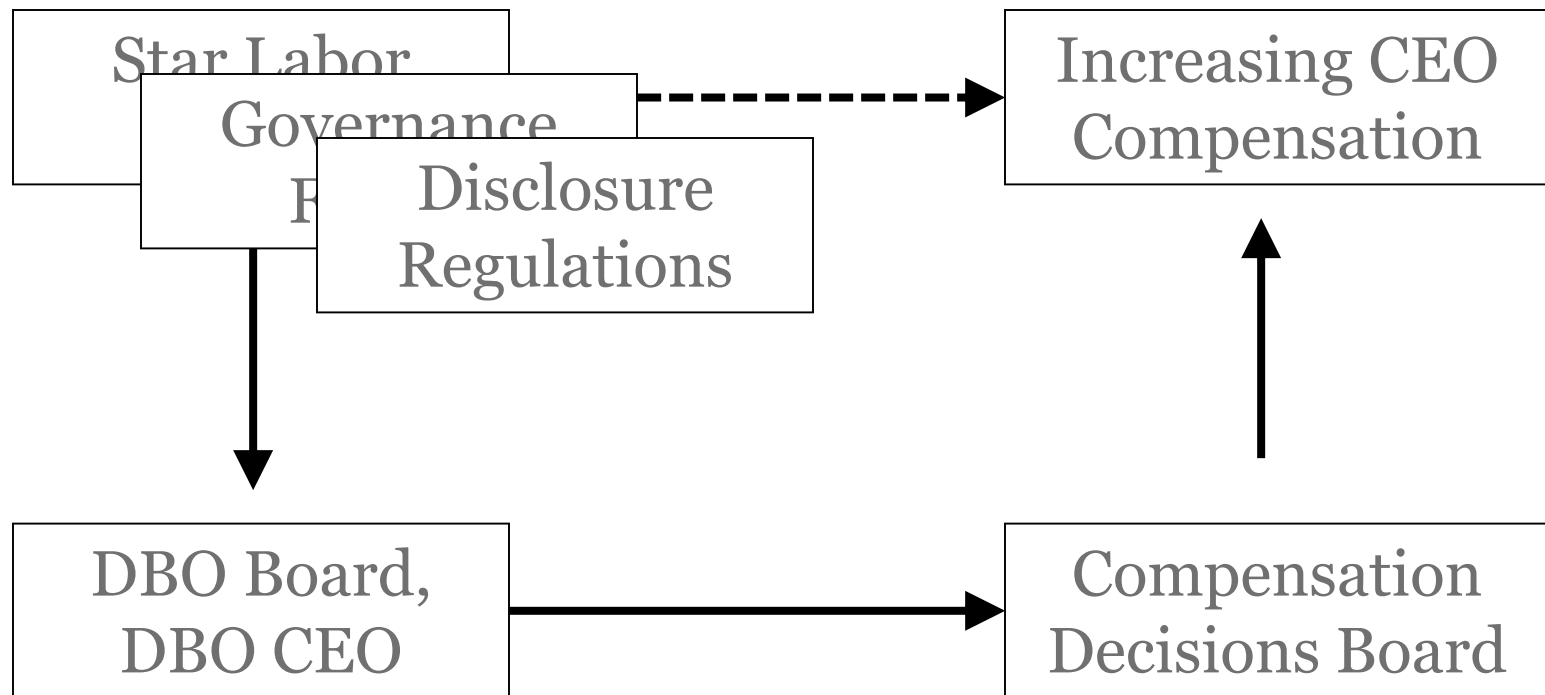 Star Labor
Governance
Disclosure
Regulations
Increasing CEO
Compensation
DBO Board,
DBO CEO
Compensation
Decisions Board